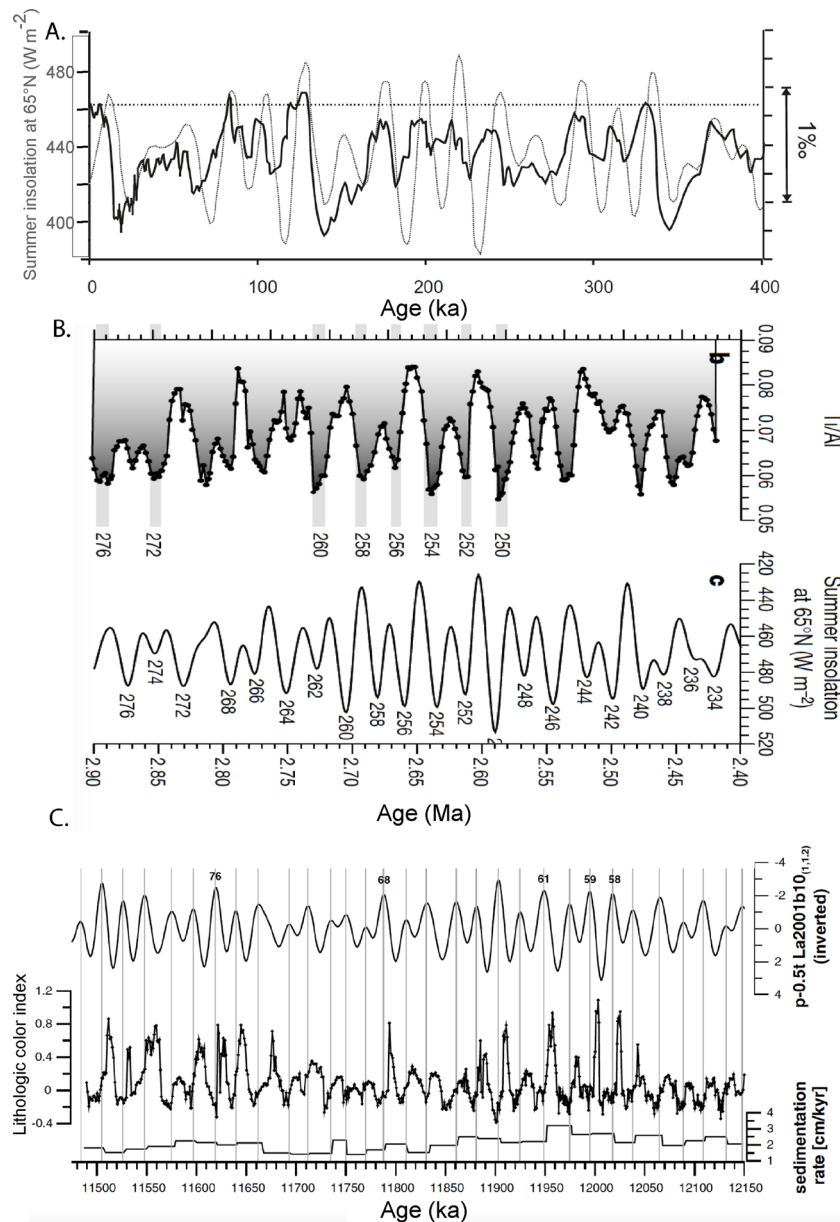 A.
Summer insolation at 65°N (W m-2)
480
440
400
1‰
0 100 200 300 400
Age (ka)
B.
b
0.09
0.08
0.07
0.06
0.05
Ti/Al
276 272 260 258 256 254 252 250
c
420
440
460
480
500
520
Summer insolation
at 65°N (W m-2)
276 274 272 268 266 264 262 260 258 256 254 252 248 246 244 242 240 238 236 234
2.90 2.85 2.80 2.75 2.70 2.65 2.60 2.55 2.50 2.45 2.40
Age (Ma)
C.
76 68 61 59 58
-4
-2
0
2
4
p-0.5t La2001b10(1,1.2)
(inverted)
Lithologic color index
1.2
0.8
0.4
0
-0.4
4
3
2
1
sedimentation
rate [cm/kyr]
11500 11550 11600 11650 11700 11750 11800 11850 11900 11950 12000 12050 12100 12150
Age (ka)